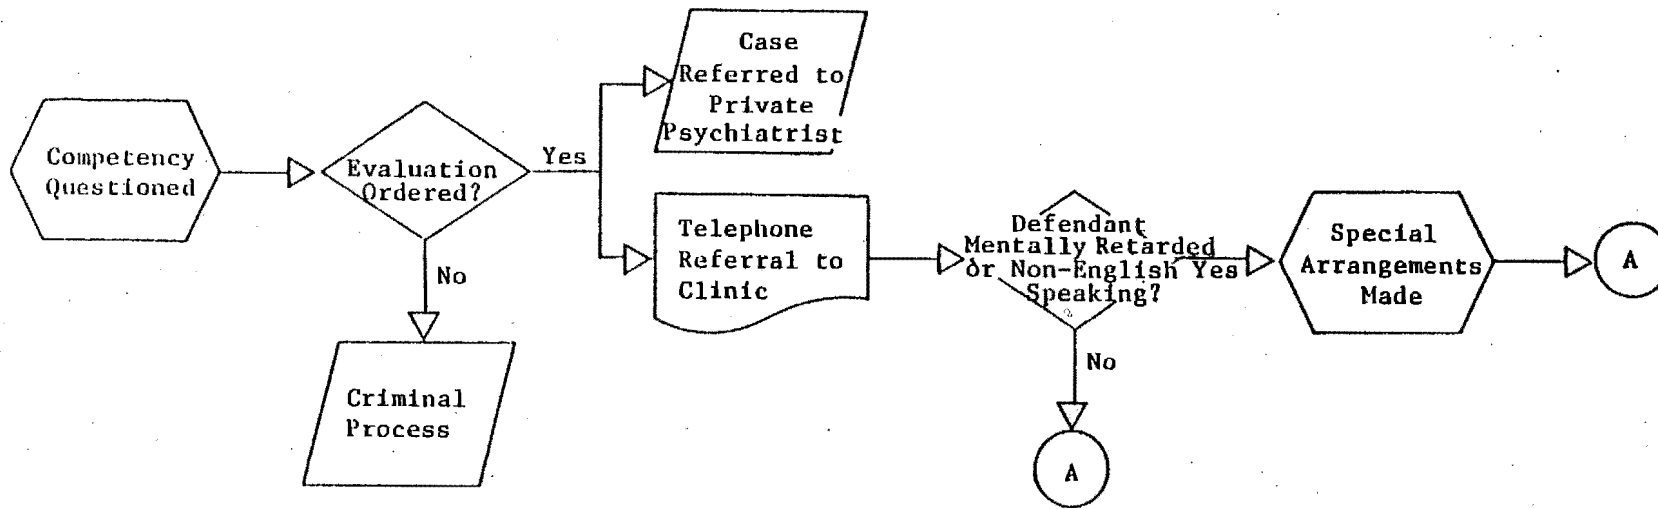 Competency
Questioned
Evaluation
Ordered?
Yes
No
Criminal
Process
Case
Referred to
Private
Psychiatrist
Telephone
Referral to
Clinic
Defendant
Mentally Retarded
or Non-English
Speaking?
Yes
No
A
Special
Arrangements
Made
A